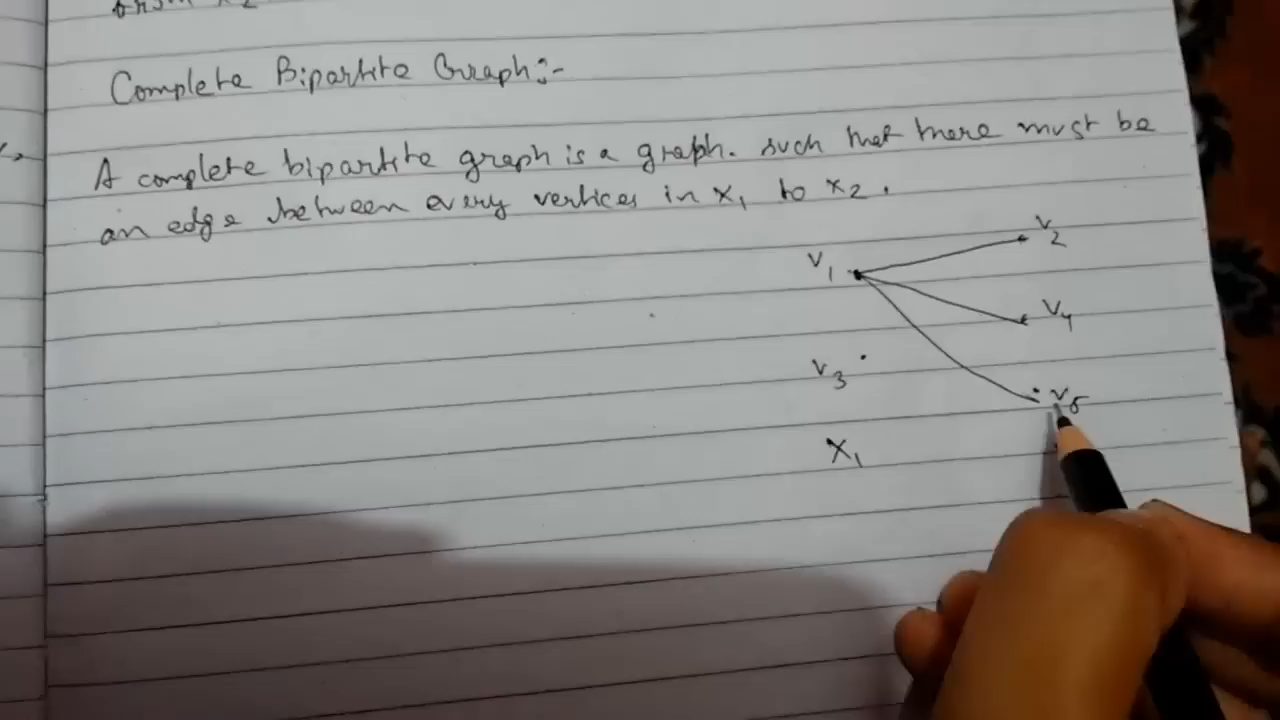 Complete Bipartite Graph:-
A complete bipartite graph is a graph. such that there must be
an edge between every vertices in x1 to x2.
V2
V1
V4
V3
V5
X1